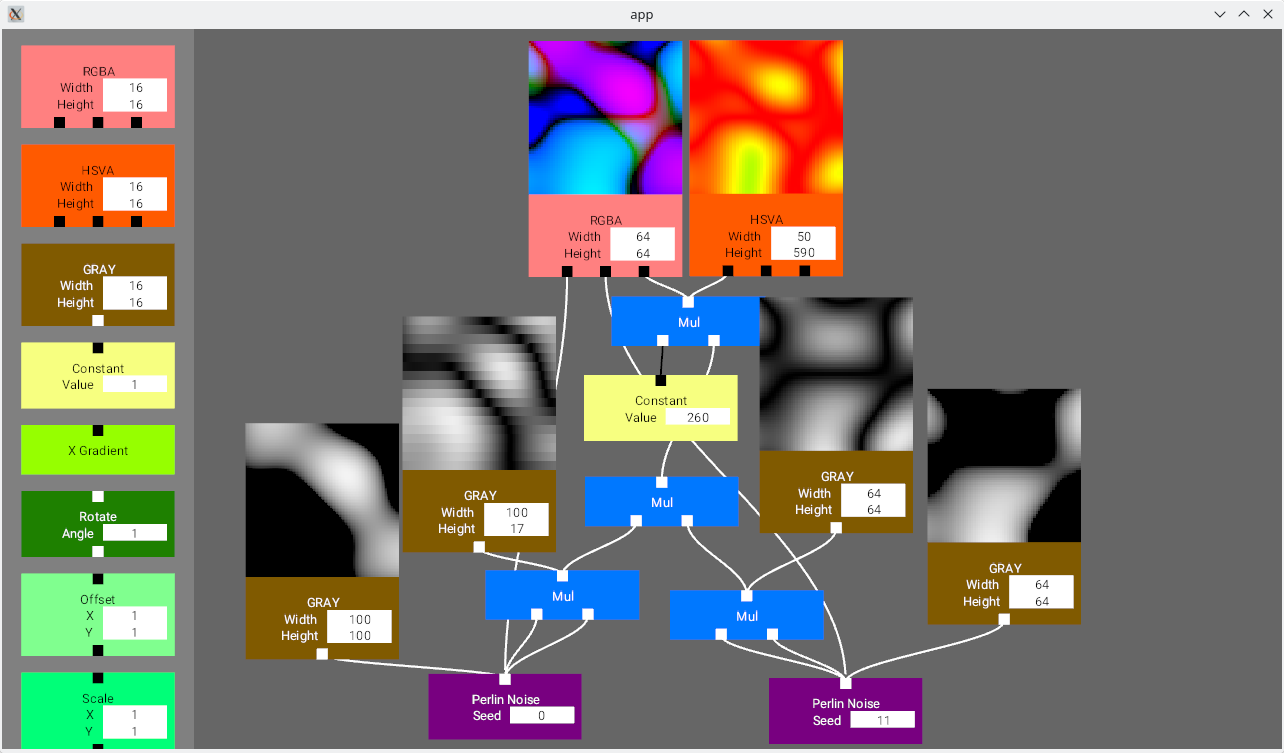 app
RGBA
Width 16
Height 16
HSVA
Width 16
Height 16
GRAY
Width 16
Height 16
Constant
Value 1
X Gradient
Rotate
Angle 1
Offset
X 1
Y 1
Scale
X 1
Y 1
RGBA
Width 64
Height 64
HSVA
Width 50
Height 590
Mul
Constant
Value 260
GRAY
Width 100
Height 17
GRAY
Width 64
Height 64
Mul
GRAY
Width 64
Height 64
GRAY
Width 100
Height 100
Mul
Mul
Perlin Noise
Seed 0
Perlin Noise
Seed 11